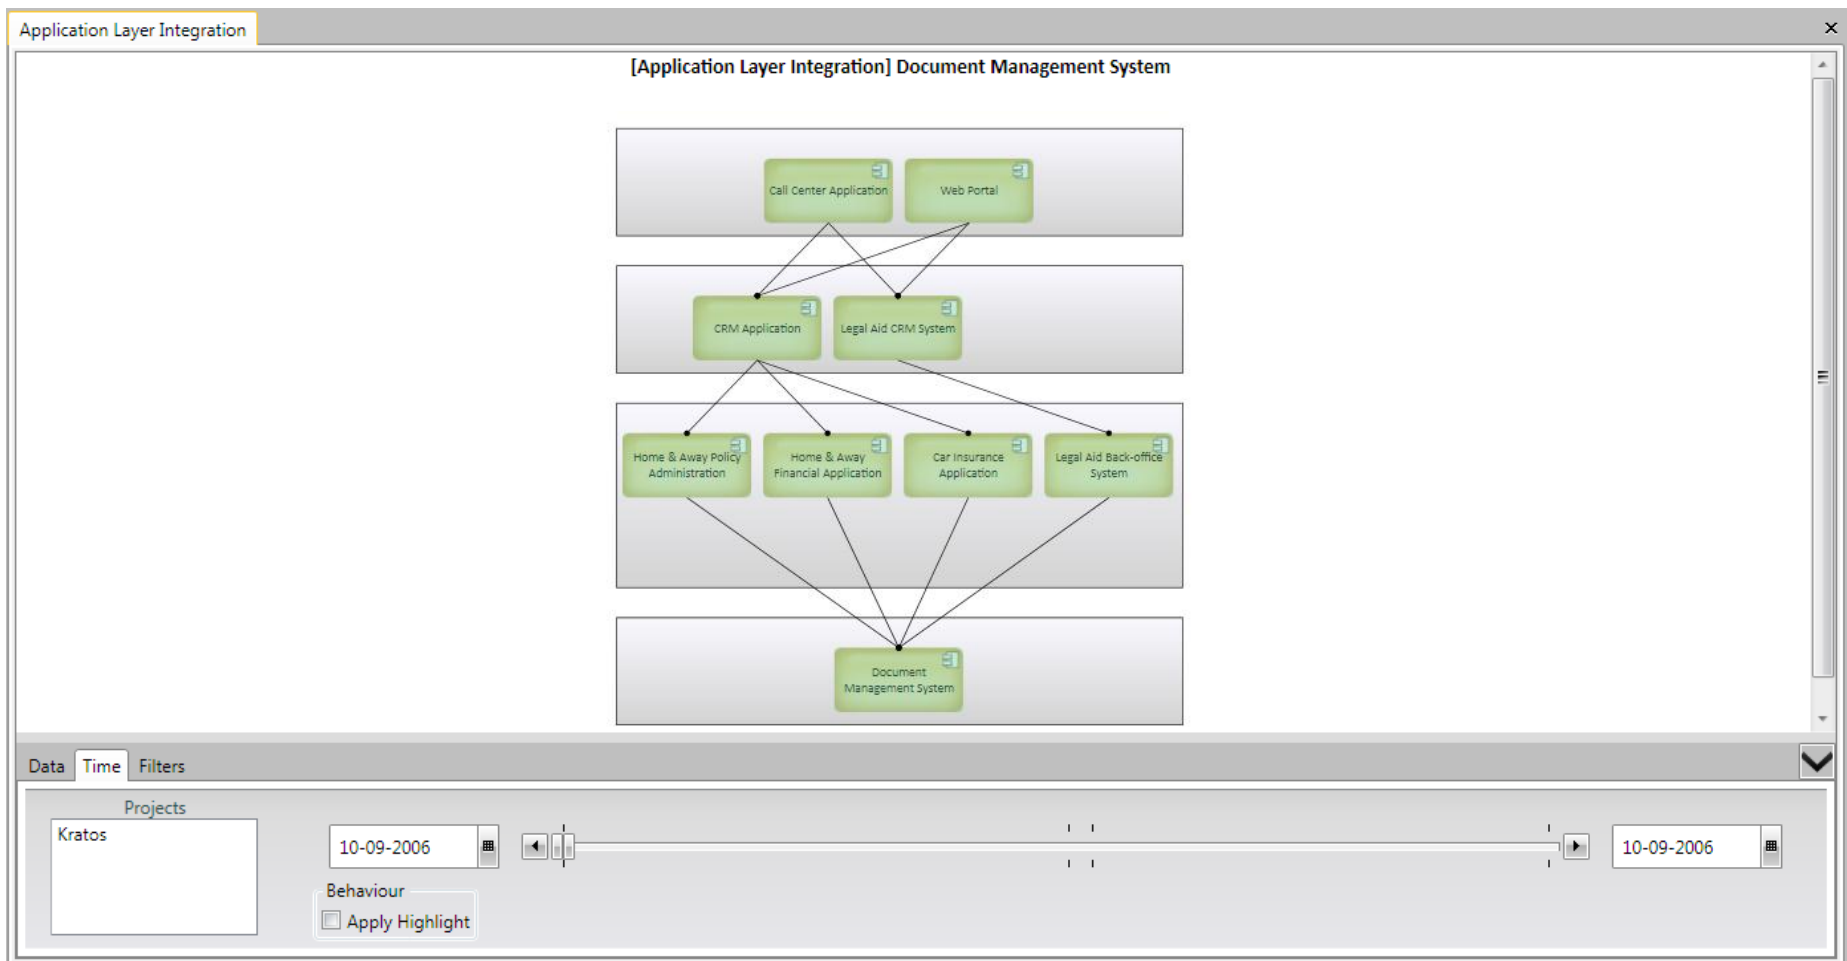 Application Layer Integration
[Application Layer Integration] Document Management System
Call Center Application
Web Portal
CRM Application
Legal Aid CRM System
Home & Away Policy
Administration
Home & Away
Financial Application
Car Insurance
Application
Legal Aid Back-office
System
Document
Management System
Data Time Filters
Projects
Kratos
10-09-2006
10-09-2006
Behaviour
Apply Highlight